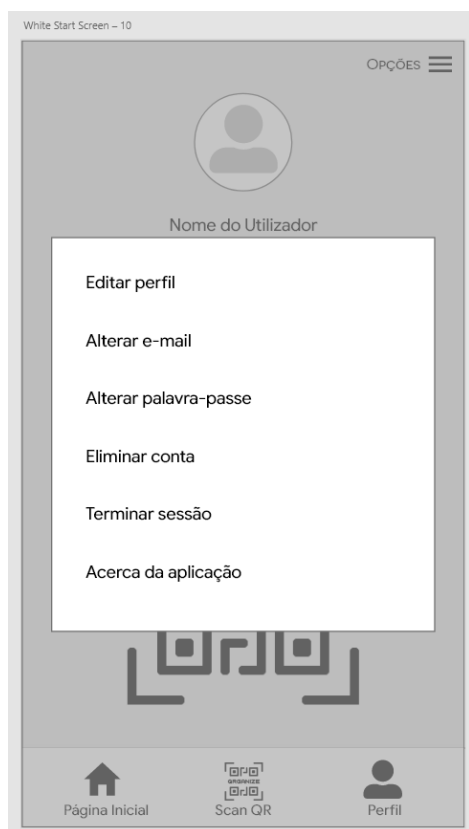 White Start Screen – 10
OPÇÕES
Nome do Utilizador
Editar perfil
Alterar e-mail
Alterar palavra-passe
Eliminar conta
Terminar sessão
Acerca da aplicação
ORGANIZE
Página Inicial
Scan QR
Perfil